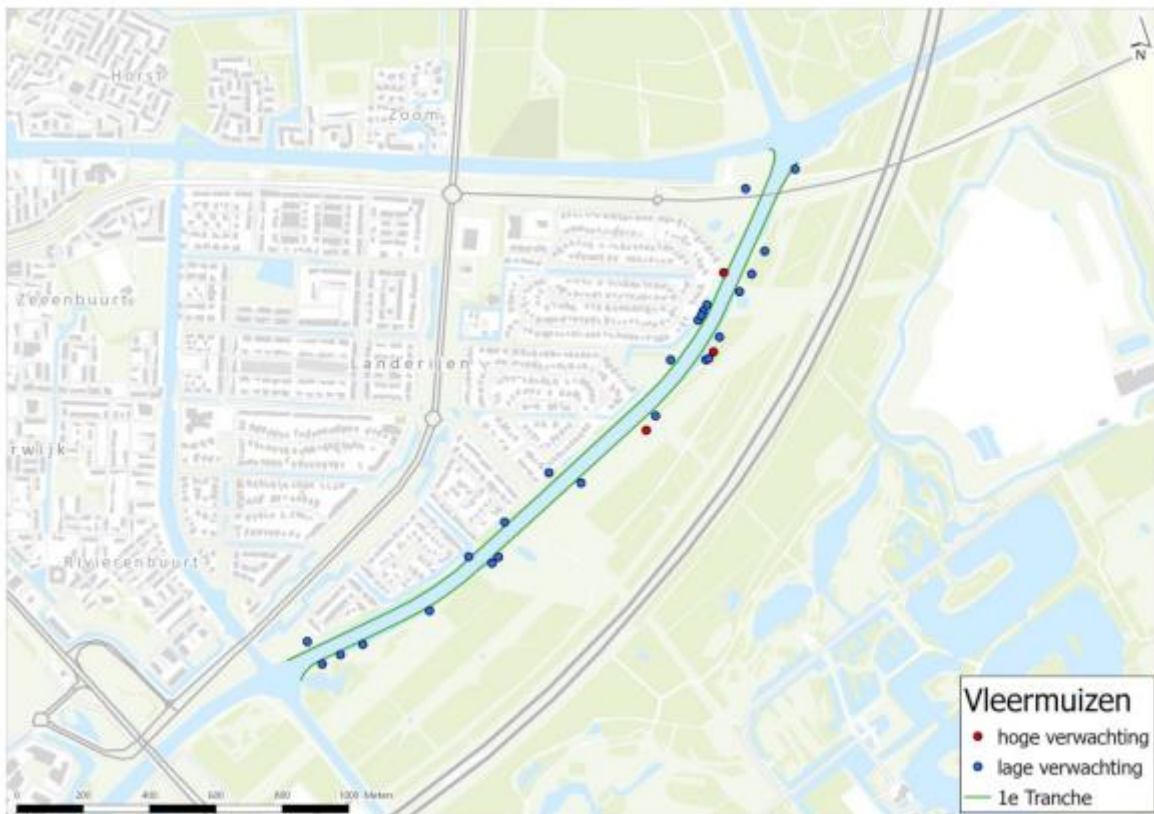 Horst
Zoom
N
Zeeenbuurt
Landerijen
rwijk
Rivierenbuurt
Vleermuizen
hoge verwachting
lage verwachting
1e Tranche
0 200 400 600 800 1000 Meters